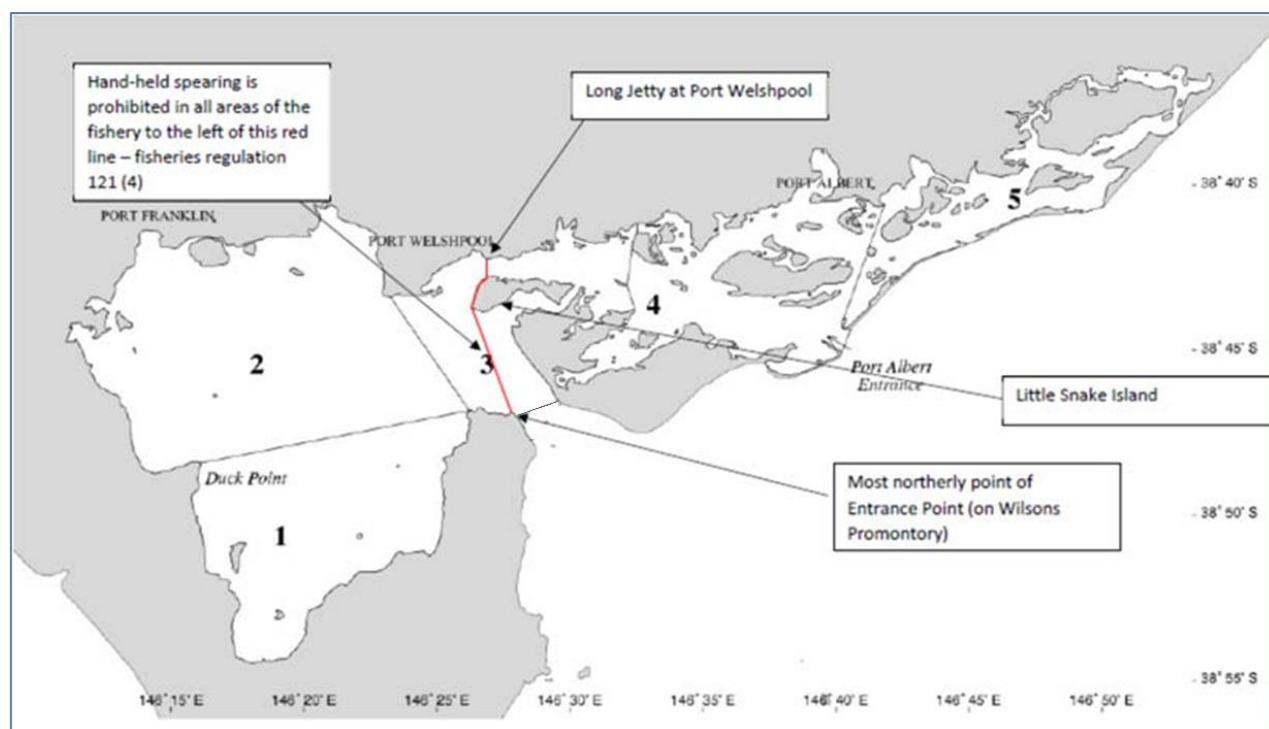 Hand-held spearing is
prohibited in all areas of the
fishery to the left of this red
line – fisheries regulation
121 (4)
Long Jetty at Port Welshpool
PORT FRANKLIN
PORT WELSHPOOL
PORT ALBERT
5
38° 40' S
4
2
3
38° 45' S
Port Albert
Entrance
Little Snake Island
Duck Point
Most northerly point of
Entrance Point (on Wilsons
Promontory)
38° 50' S
1
38° 55' S
146° 15' E 146° 20' E 146° 25' E 146° 30' E 146° 35' E 146° 40' E 146° 45' E 146° 50' E